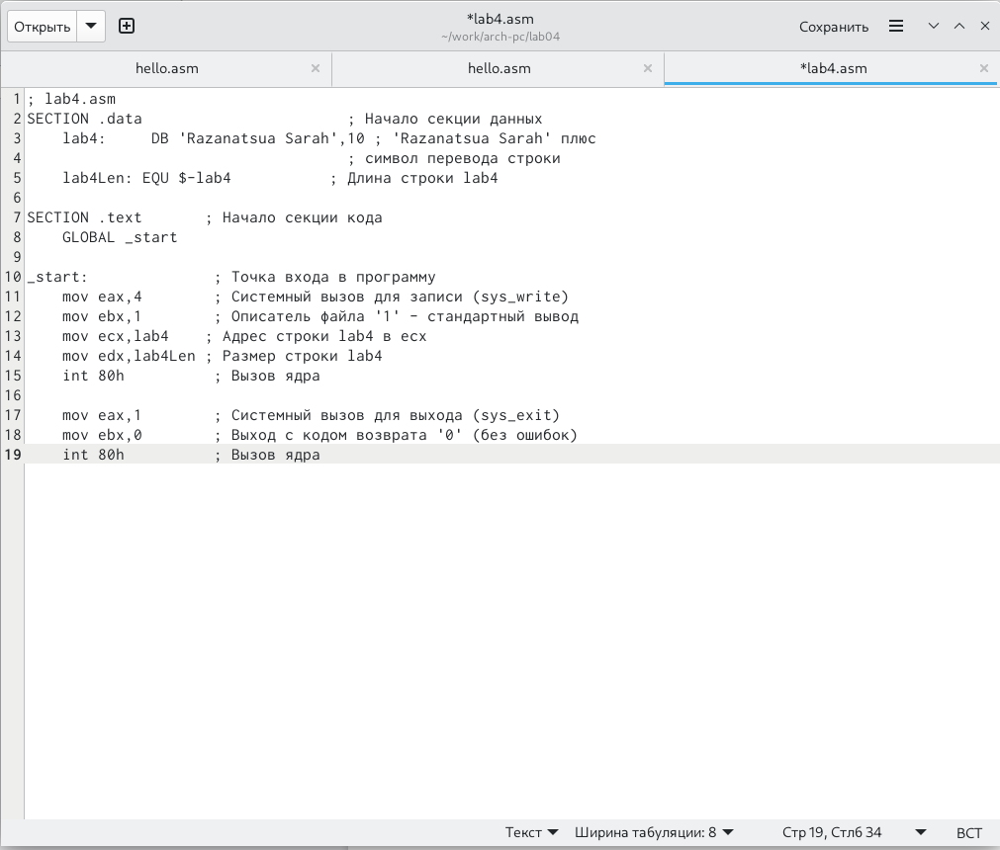 Открыть
*lab4.asm
~/work/arch-pc/lab04
Сохранить
hello.asm
hello.asm
*lab4.asm
1 ; lab4.asm
2 SECTION .data ; Начало секции данных
3 lab4: DB 'Razanatsua Sarah',10 ; 'Razanatsua Sarah' плюс
4 ; символ перевода строки
5 lab4Len: EQU $-lab4 ; Длина строки lab4
6
7 SECTION .text ; Начало секции кода
8 GLOBAL _start
9
10 _start: ; Точка входа в программу
11 mov eax,4 ; Системный вызов для записи (sys_write)
12 mov ebx,1 ; Описатель файла '1' - стандартный вывод
13 mov ecx,lab4 ; Адрес строки lab4 в ecx
14 mov edx,lab4Len ; Размер строки lab4
15 int 80h ; Вызов ядра
16
17 mov eax,1 ; Системный вызов для выхода (sys_exit)
18 mov ebx,0 ; Выход с кодом возврата '0' (без ошибок)
19 int 80h ; Вызов ядра
Текст Ширина табуляции: 8 Стр 19, Стлб 34 ВСТ